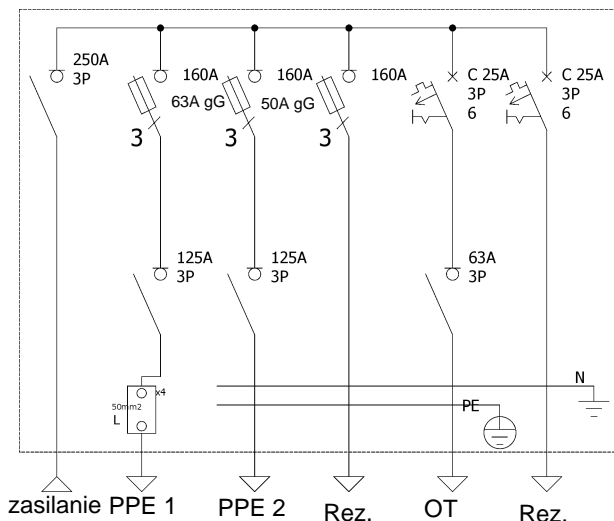 250A
3P
160A
63A gG
3
160A
50A gG
3
160A
3
C 25A
3P
6
C 25A
3P
6
125A
3P
125A
3P
63A
3P
x4
50mm2
L
N
PE
zasilanie
PPE 1
PPE 2
Rez.
OT
Rez.